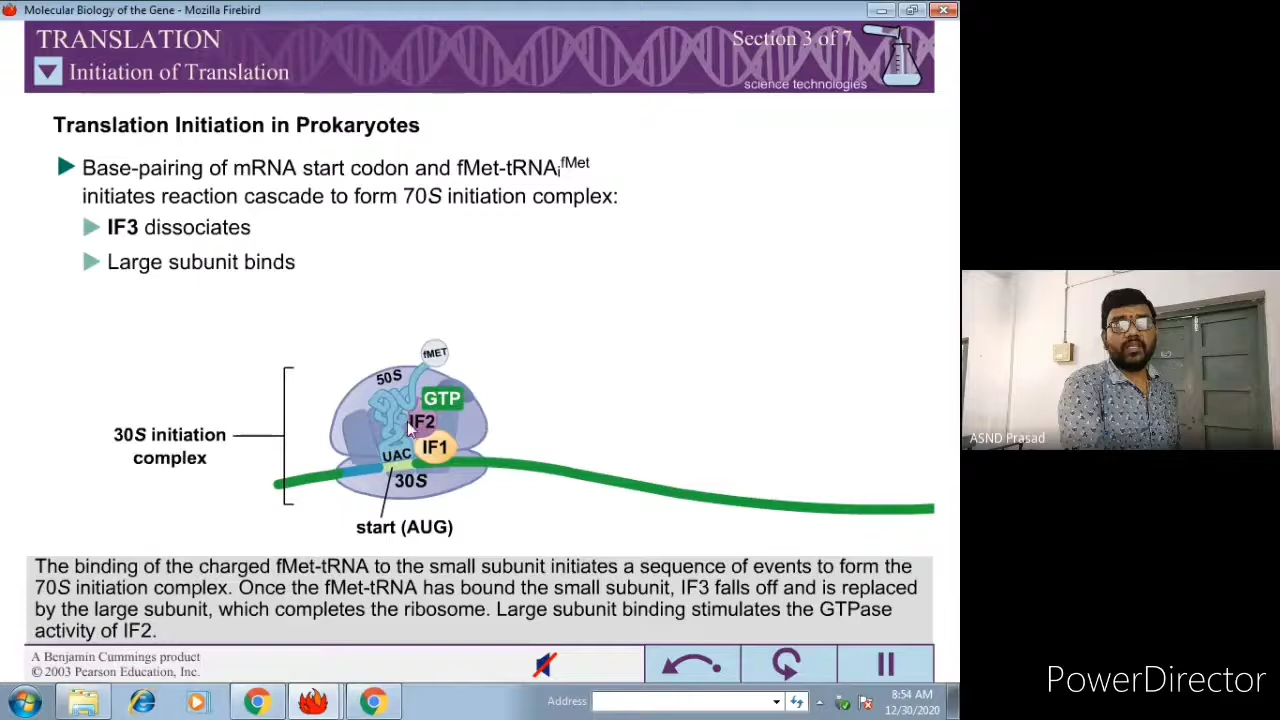 Molecular Biology of the Gene - Mozilla Firebird
TRANSLATION
Section 3 of 7
Initiation of Translation
science technologies
Translation Initiation in Prokaryotes
Base-pairing of mRNA start codon and fMet-tRNAᵢfMet
initiates reaction cascade to form 70S initiation complex:
IF3 dissociates
Large subunit binds
fMET
50S
GTP
IF2
IF1
UAC
30S
30S initiation
complex
start (AUG)
The binding of the charged fMet-tRNA to the small subunit initiates a sequence of events to form the
70S initiation complex. Once the fMet-tRNA has bound the small subunit, IF3 falls off and is replaced
by the large subunit, which completes the ribosome. Large subunit binding stimulates the GTPase
activity of IF2.
A Benjamin Cummings product
© 2003 Pearson Education, Inc.
Address
8:54 AM
12/30/2020
ASND Prasad
PowerDirector